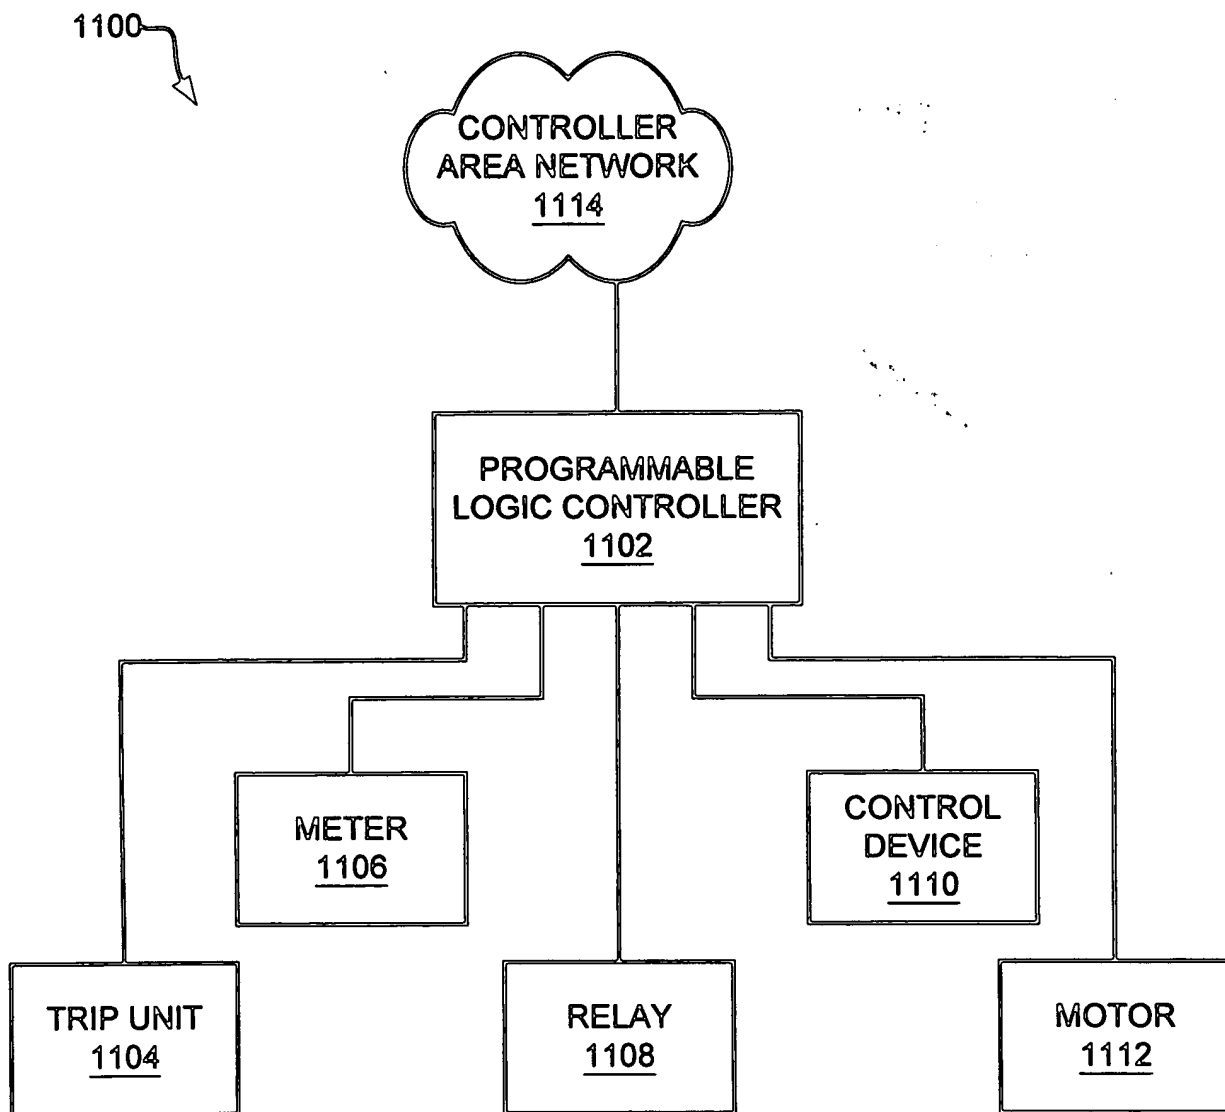 1100
CONTROLLER
AREA NETWORK
1114
PROGRAMMABLE
LOGIC CONTROLLER
1102
METER
1106
CONTROL
DEVICE
1110
TRIP UNIT
1104
RELAY
1108
MOTOR
1112